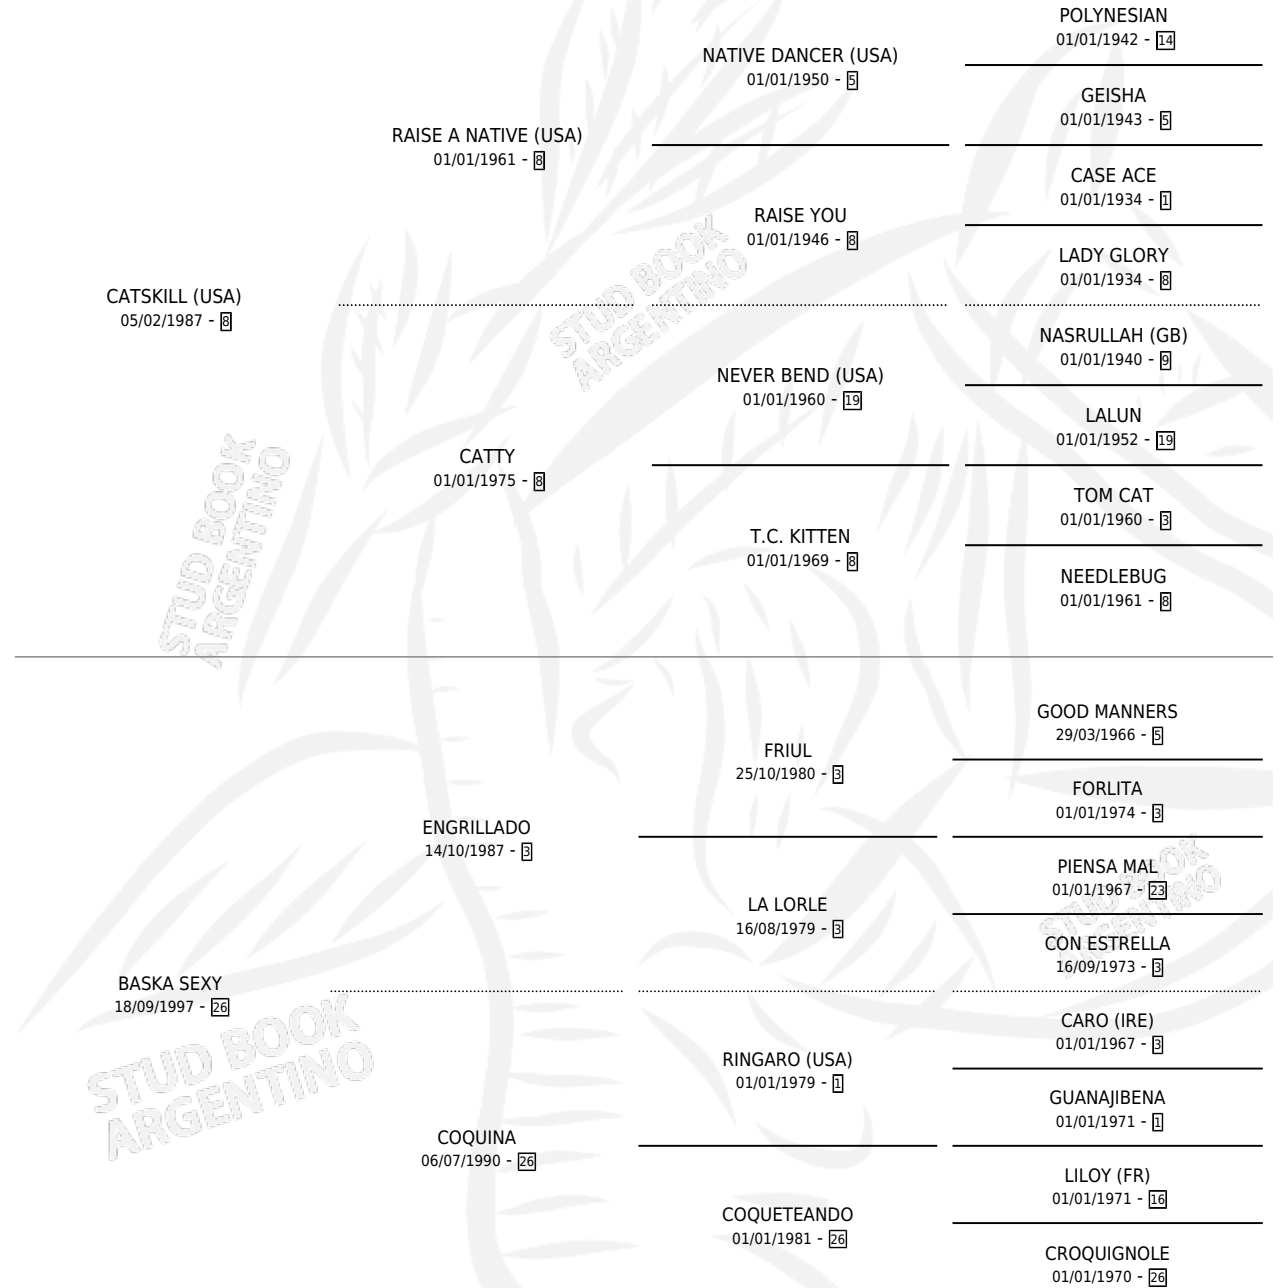 POLYNESIAN
01/01/1942 - 14
NATIVE DANCER (USA)
01/01/1950 - 5
GEISHA
01/01/1943 - 5
RAISE A NATIVE (USA)
01/01/1961 - 8
CASE ACE
01/01/1934 - 1
RAISE YOU
01/01/1946 - 8
LADY GLORY
01/01/1934 - 8
CATSKILL (USA)
05/02/1987 - 8
STUD BOOK
ARGENTINO
NASRULLAH (GB)
01/01/1940 - 9
NEVER BEND (USA)
01/01/1960 - 19
LALUN
01/01/1952 - 19
CATTY
01/01/1975 - 8
TOM CAT
01/01/1960 - 3
T.C. KITTEN
01/01/1969 - 8
NEEDLEBUG
01/01/1961 - 8
STUD BOOK
ARGENTINO
GOOD MANNERS
29/03/1966 - 5
FRIUL
25/10/1980 - 3
FORLITA
01/01/1974 - 3
ENGRILLADO
14/10/1987 - 3
PIENSA MAL
01/01/1967 - 23
LA LORLE
16/08/1979 - 3
CON ESTRELLA
16/09/1973 - 3
STUD BOOK
ARGENTINO
BASKA SEXY
18/09/1997 - 26
CARO (IRE)
01/01/1967 - 3
RINGARO (USA)
01/01/1979 - 1
GUANAJIBENA
01/01/1971 - 1
STUD BOOK
ARGENTINO
COQUINA
06/07/1990 - 26
LILOY (FR)
01/01/1971 - 16
COQUETEANDO
01/01/1981 - 26
CROQUIGNOLE
01/01/1970 - 26